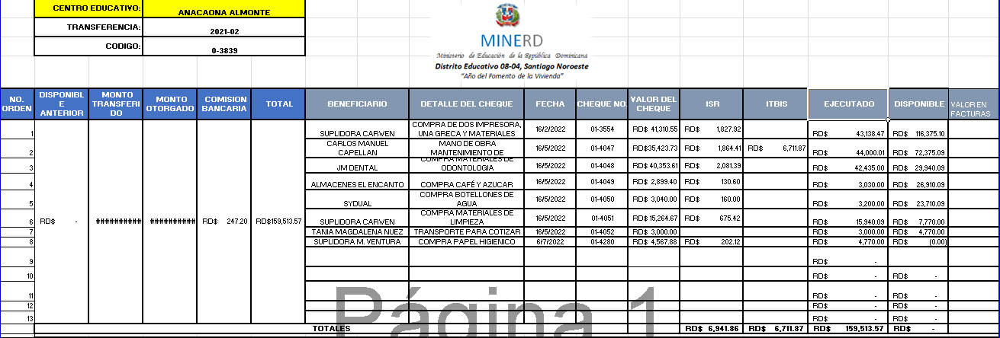 CENTRO EDUCATIVO: ANACAONA ALMONTE
TRANSFERENCIA: 2021-02
CODIGO: 0-3839
MINERD
Ministerio de Educación de la República Dominicana
Distrito Educativo 08-04, Santiago Noroeste
“Año del Fomento de la Vivienda”
NO. ORDEN DISPONIBLE ANTERIOR MONTO TRANSFERIDO MONTO OTORGADO COMISION BANCARIA TOTAL BENEFICIARIO DETALLE DEL CHEQUE FECHA CHEQUE NO. VALOR DEL CHEQUE ISR ITBIS EJECUTADO DISPONIBLE VALOR EN FACTURAS
1 SUPLIDORA CARWEN COMPRA DE DOS IMPRESORA, UNA GRECA Y MATERIALES 16/2/2022 01-3554 RD$ 41,310.55 RD$ 1,827.92 RD$ 43,138.47 RD$ 116,375.10
2 CARLOS MANUEL CAPELLAN MANO DE OBRA MANTENIMIENTO DE 16/5/2022 01-4047 RD$35,423.73 RD$ 1,864.41 RD$ 6,711.87 RD$ 44,000.01 RD$ 72,375.09
3 JM DENTAL COMPRA MATERIALES DE ODONTOLOGIA 16/5/2022 01-4048 RD$ 40,353.61 RD$ 2,081.39 RD$ 42,435.00 RD$ 29,940.09
4 ALMACENES EL ENCANTO COMPRA CAFÉ Y AZUCAR 16/5/2022 01-4049 RD$ 2,899.40 RD$ 130.60 RD$ 3,030.00 RD$ 26,910.09
5 SYDUAL COMPRA BOTELLONES DE AGUA 16/5/2022 01-4050 RD$ 3,040.00 RD$ 160.00 RD$ 3,200.00 RD$ 23,710.09
6 RD$ - ########## ########## RD$ 247.20 RD$159,513.57 SUPLIDORA CARWEN COMPRA MATERIALES DE LIMPIEZA 16/5/2022 01-4051 RD$ 15,264.67 RD$ 675.42 RD$ 15,940.09 RD$ 7,770.00
7 TANIA MAGDALENA NUEZ TRANSPORTE PARA COTIZAR 16/5/2022 01-4052 RD$ 3,000.00 RD$ 3,000.00 RD$ 4,770.00
8 SUPLIDORA M. VENTURA COMPRA PAPEL HIGIENICO 6/7/2022 01-4280 RD$ 4,567.88 RD$ 202.12 RD$ 4,770.00 RD$ (0.00)
9 RD$ -
10 RD$ - RD$ -
11 RD$ - RD$ -
12 RD$ - RD$ -
13 RD$ - RD$ -
TOTALES RD$ 6,941.86 RD$ 6,711.87 RD$ 159,513.57 RD$ -
Página 1